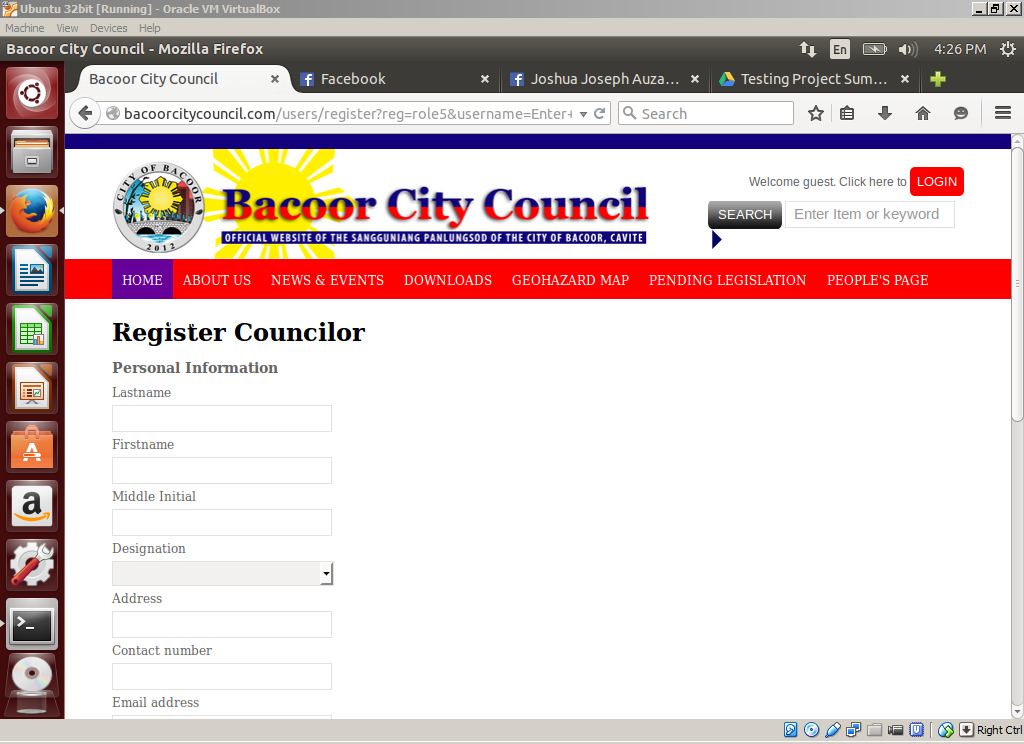 Ubuntu 32bit [Running] - Oracle VM VirtualBox
Machine View Devices Help
Bacoor City Council - Mozilla Firefox
En
4:26 PM
Bacoor City Council
Facebook
Joshua Joseph Auza...
Testing Project Sum...
bacoorcitycouncil.com/users/register?reg=role5&username=Enter+
Search
CITY OF BACOOR
2012
Bacoor City Council
OFFICIAL WEBSITE OF THE SANGGUNIANG PANLUNGSOD OF THE CITY OF BACOOR, CAVITE
Welcome guest. Click here to LOGIN
SEARCH Enter Item or keyword
HOME ABOUT US NEWS & EVENTS DOWNLOADS GEOHAZARD MAP PENDING LEGISLATION PEOPLE'S PAGE
Register Councilor
Personal Information
Lastname
Firstname
Middle Initial
Designation
Address
Contact number
Email address
Right Ctrl